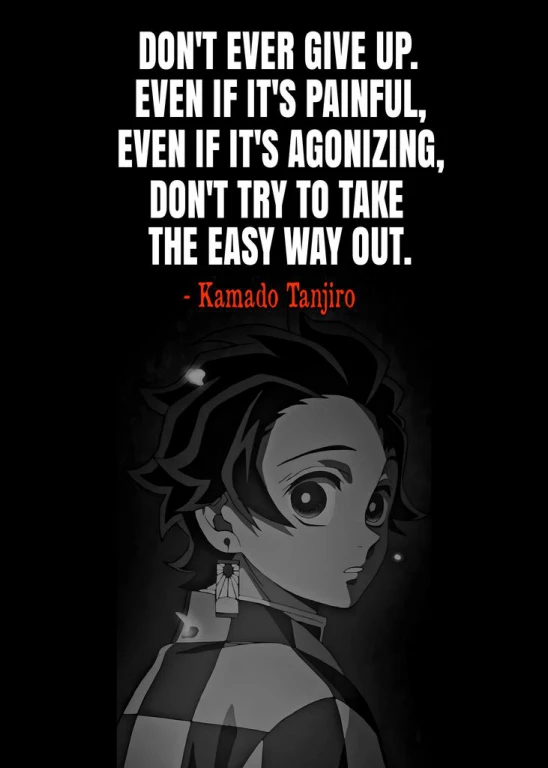 DON'T EVER GIVE UP.
EVEN IF IT'S PAINFUL,
EVEN IF IT'S AGONIZING,
DON'T TRY TO TAKE
THE EASY WAY OUT.
- Kamado Tanjiro